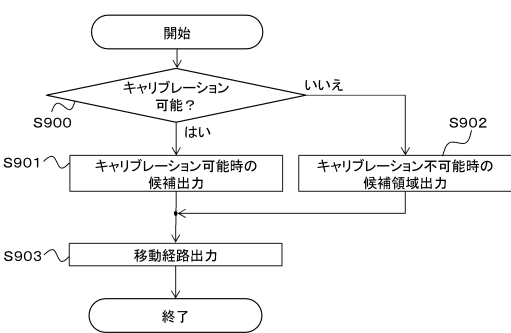 開始
キャリブレーション
可能？
いいえ
S900
はい
S902
S901
キャリブレーション可能時の
候補出力
キャリブレーション不可能時の
候補領域出力
S903
移動経路出力
終了